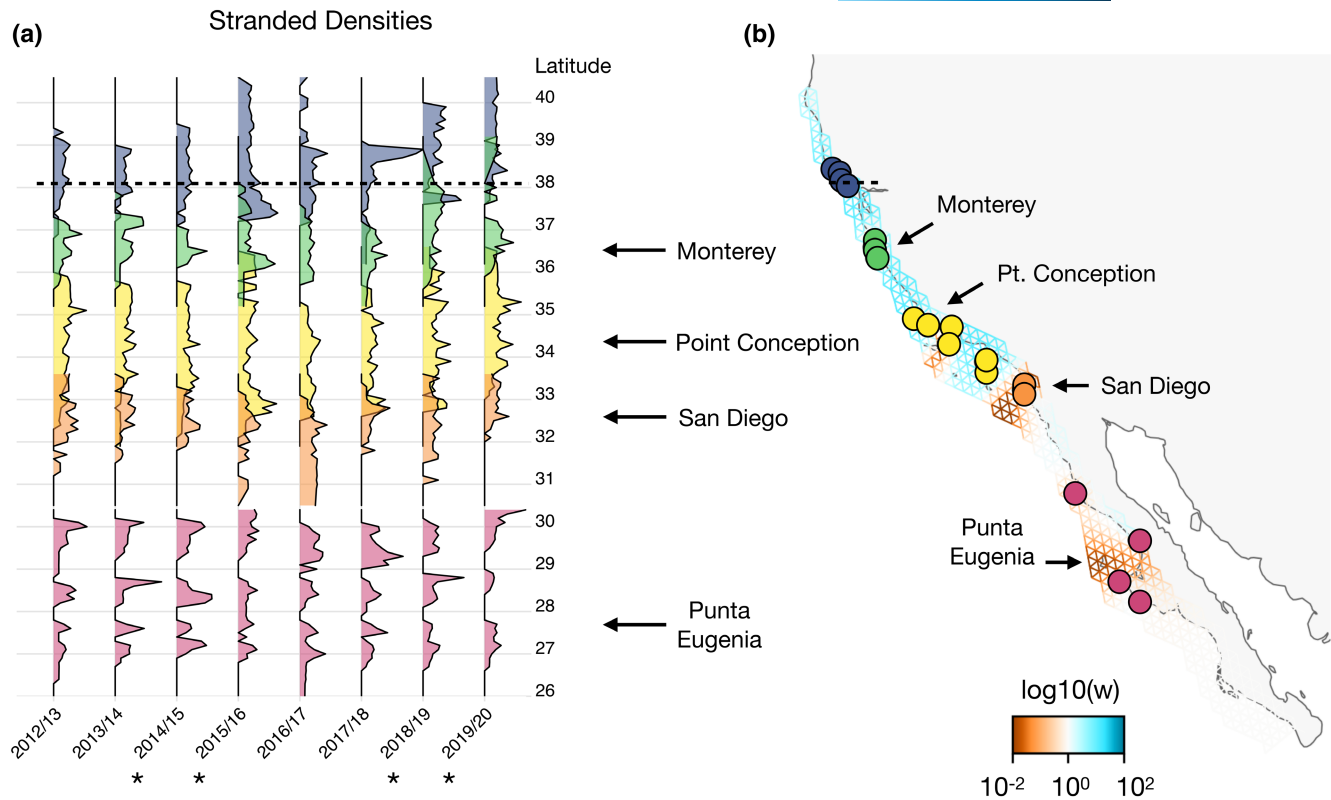 Stranded Densities
(a)
Latitude
40
39
38
37
36
35
34
33
32
31
30
29
28
27
26
Monterey
Point Conception
San Diego
Punta
Eugenia
2012/13
2013/14
2014/15
2015/16
2016/17
2017/18
2018/19
2019/20
* * * *
(b)
Monterey
Pt. Conception
San Diego
Punta
Eugenia
log10(w)
10-2 100 102